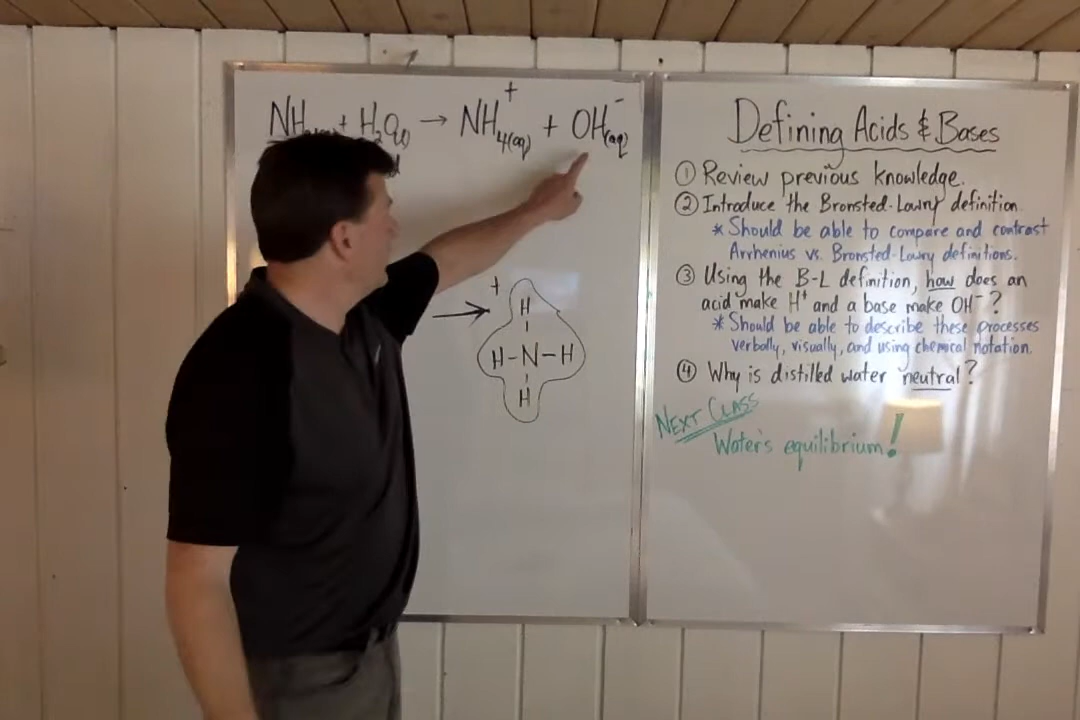 NH + H₂O(l) → NH₄(aq)⁺ + OH⁻(aq)
+
H
H-N-H
H
Defining Acids & Bases
① Review previous knowledge.
② Introduce the Bronsted-Lowry definition
* Should be able to compare and contrast
Arrhenius vs. Bronsted-Lowry definitions.
③ Using the B-L definition, how does an
acid make H⁺ and a base make OH⁻?
* Should be able to describe these processes
verbally, visually, and using chemical notation.
④ Why is distilled water neutral?
NEXT CLASS
Water's equilibrium!